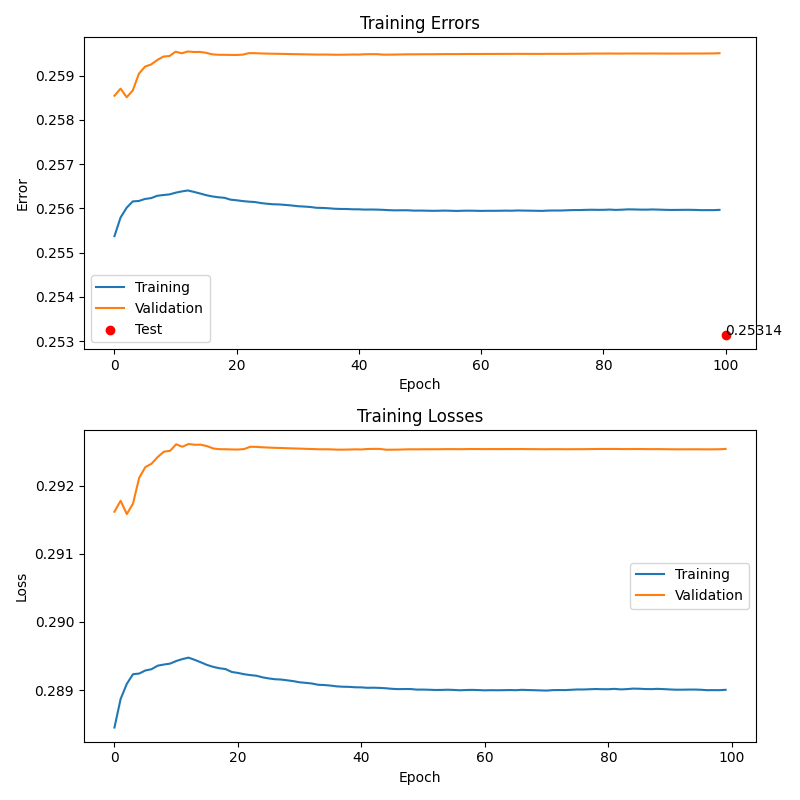 Training Errors
Error
0.259
0.258
0.257
0.256
0.255
0.254
0.253
Training
Validation
Test
0.25314
0 20 40 60 80 100
Epoch
Training Losses
Loss
0.292
0.291
0.290
0.289
Training
Validation
0 20 40 60 80 100
Epoch